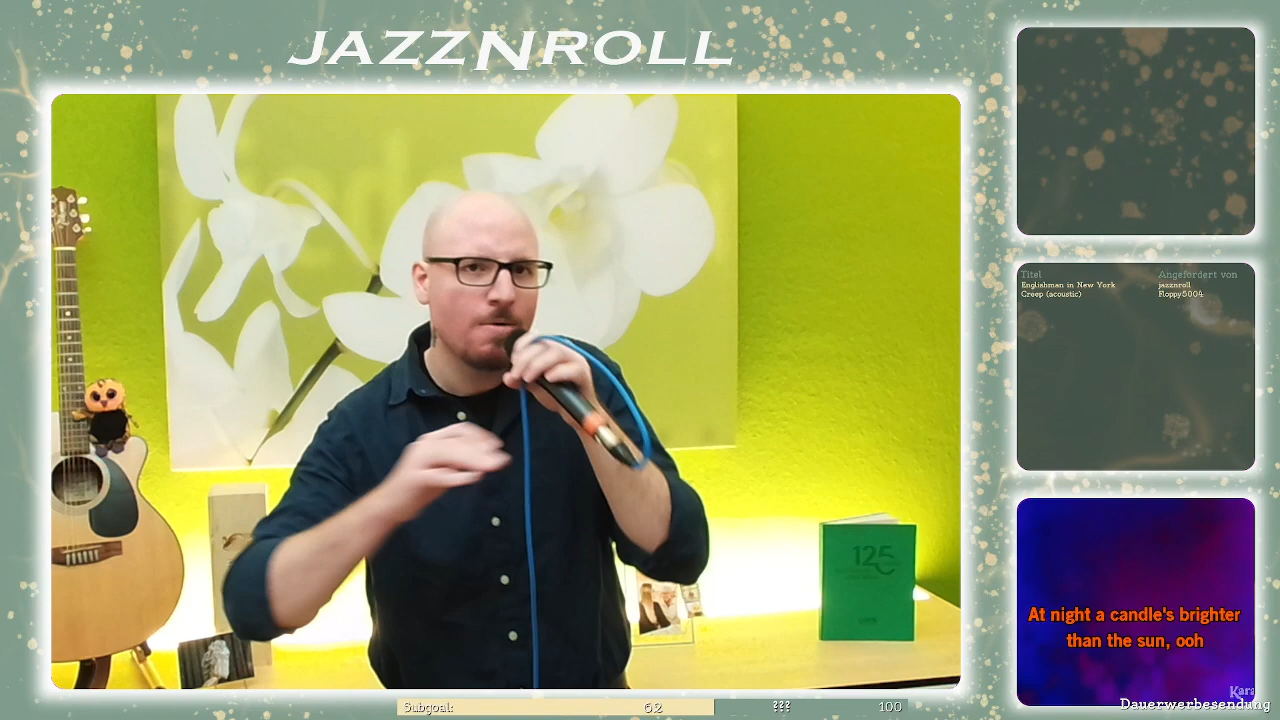 JAZZNROLL
Titel Angefordert von
Englishman in New York jazznroll
Creep (acoustic) Floppy5004
125
At night a candle's brighter
than the sun, ooh
Kara
Dauerwerbesendung
Subgoal: 62 ??? 100